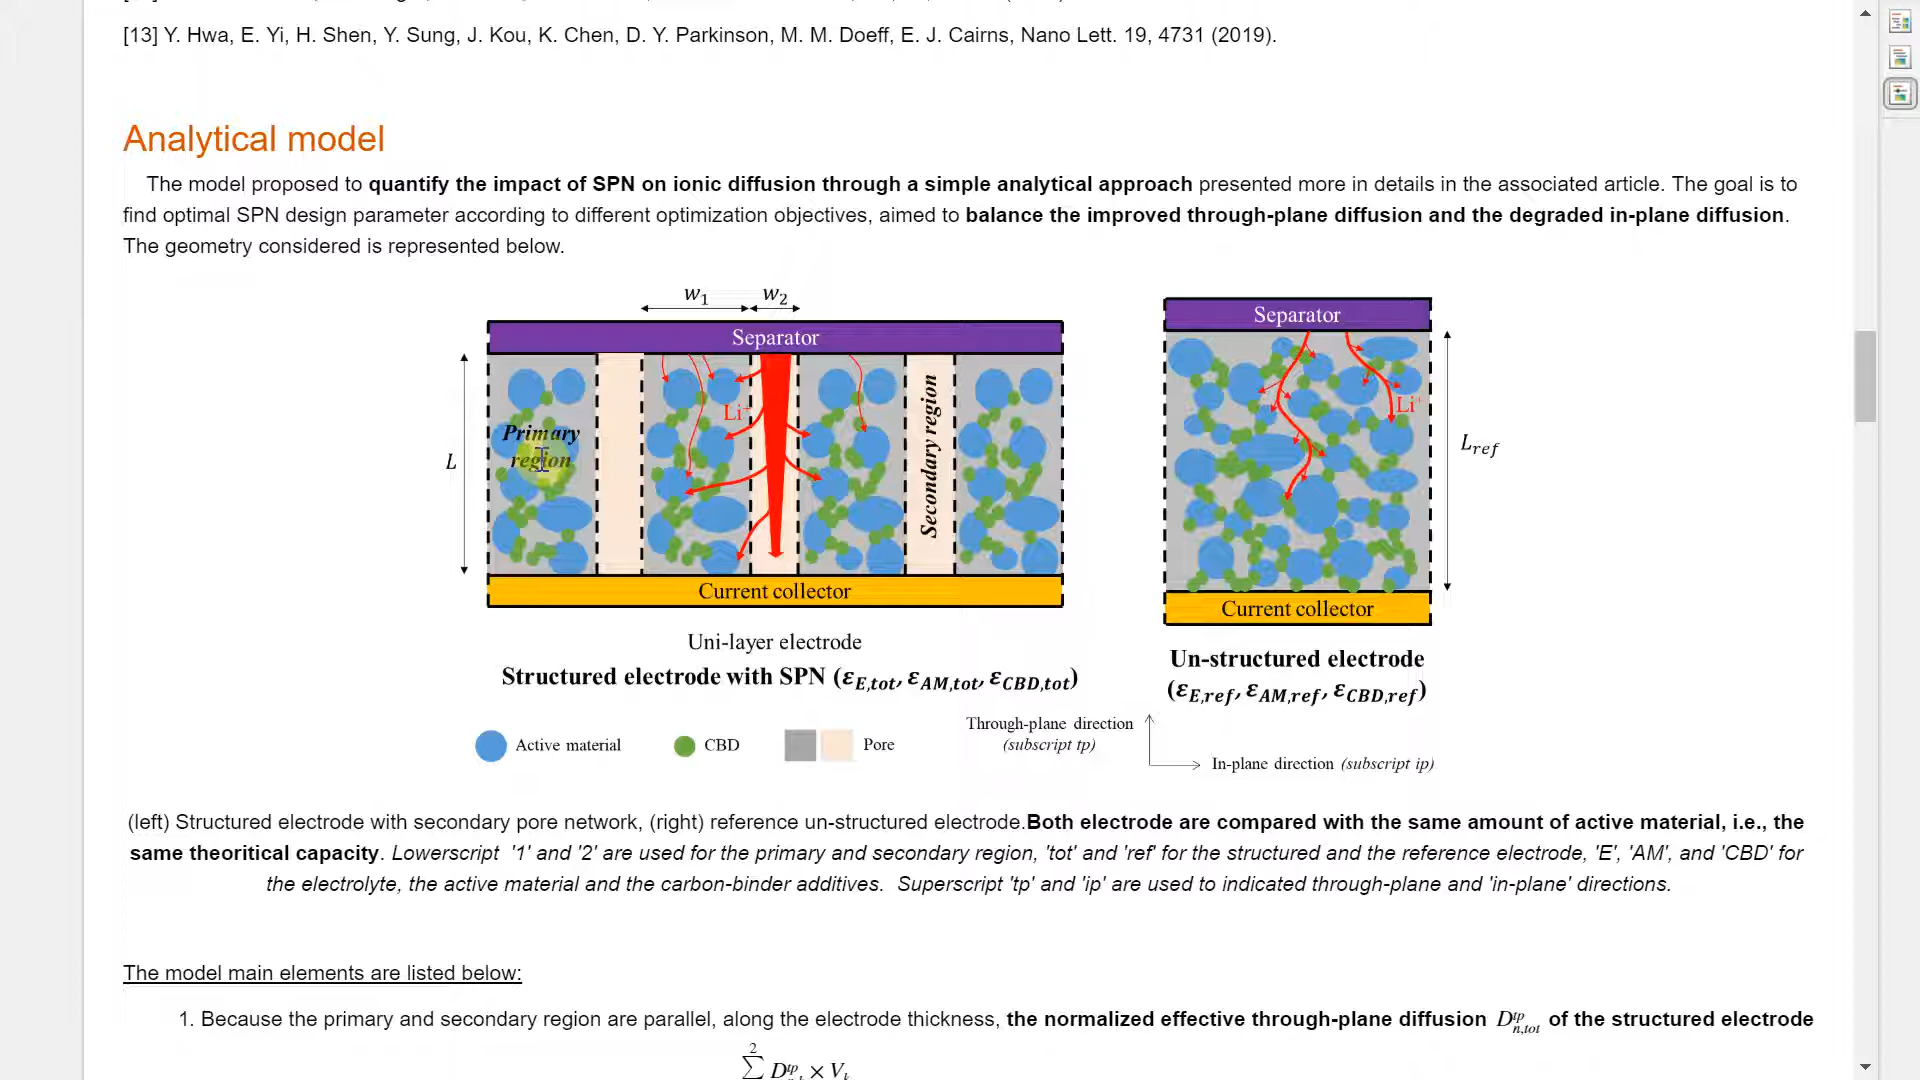 [13] Y. Hwa, E. Yi, H. Shen, Y. Sung, J. Kou, K. Chen, D. Y. Parkinson, M. M. Doeff, E. J. Cairns, Nano Lett. 19, 4731 (2019).
Analytical model
The model proposed to quantify the impact of SPN on ionic diffusion through a simple analytical approach presented more in details in the associated article. The goal is to
find optimal SPN design parameter according to different optimization objectives, aimed to balance the improved through-plane diffusion and the degraded in-plane diffusion.
The geometry considered is represented below.
w1 w2
Separator
Primary
region
Li+
Secondary region
L
Current collector
Uni-layer electrode
Structured electrode with SPN (εE,tot, εAM,tot, εCBD,tot)
Separator
Li+
Lref
Current collector
Un-structured electrode
(εE,ref, εAM,ref, εCBD,ref)
Active material CBD Pore
Through-plane direction
(subscript tp)
In-plane direction (subscript ip)
(left) Structured electrode with secondary pore network, (right) reference un-structured electrode.Both electrode are compared with the same amount of active material, i.e., the
same theoritical capacity. Lowerscript '1' and '2' are used for the primary and secondary region, 'tot' and 'ref' for the structured and the reference electrode, 'E', 'AM', and 'CBD' for
the electrolyte, the active material and the carbon-binder additives. Superscript 'tp' and 'ip' are used to indicated through-plane and 'in-plane' directions.
The model main elements are listed below:
1. Because the primary and secondary region are parallel, along the electrode thickness, the normalized effective through-plane diffusion D^tp_n,tot of the structured electrode